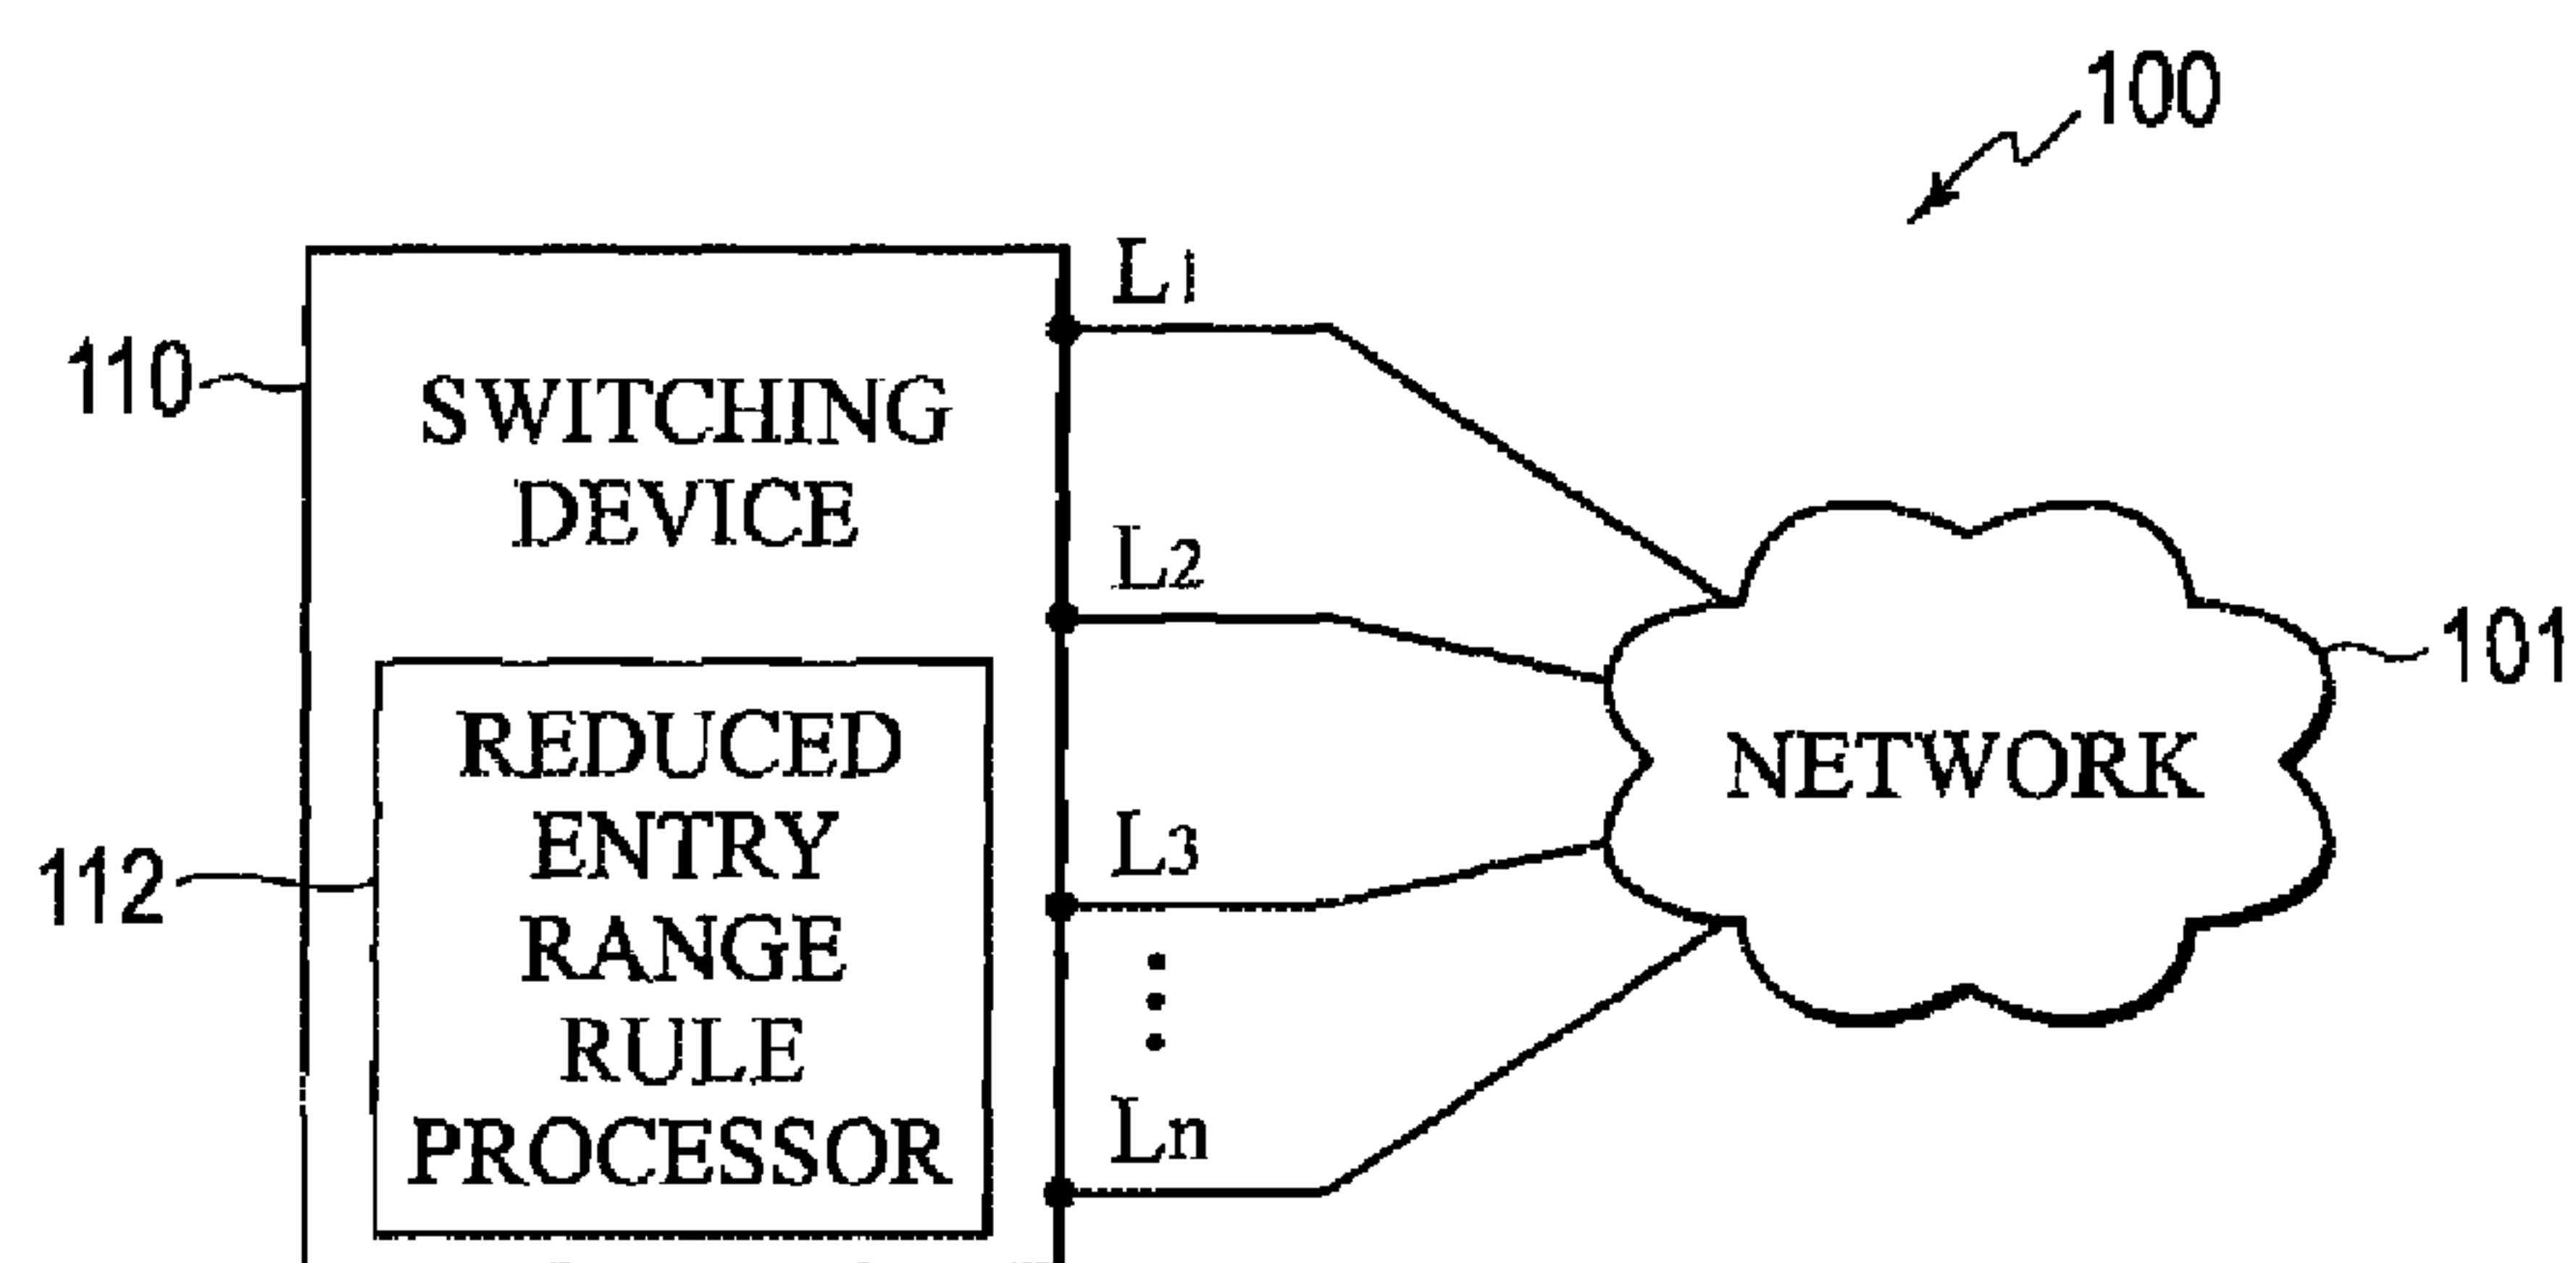 100
L1
110
SWITCHING
DEVICE
L2
101
REDUCED
ENTRY
RANGE
RULE
PROCESSOR
NETWORK
112
L3
Ln